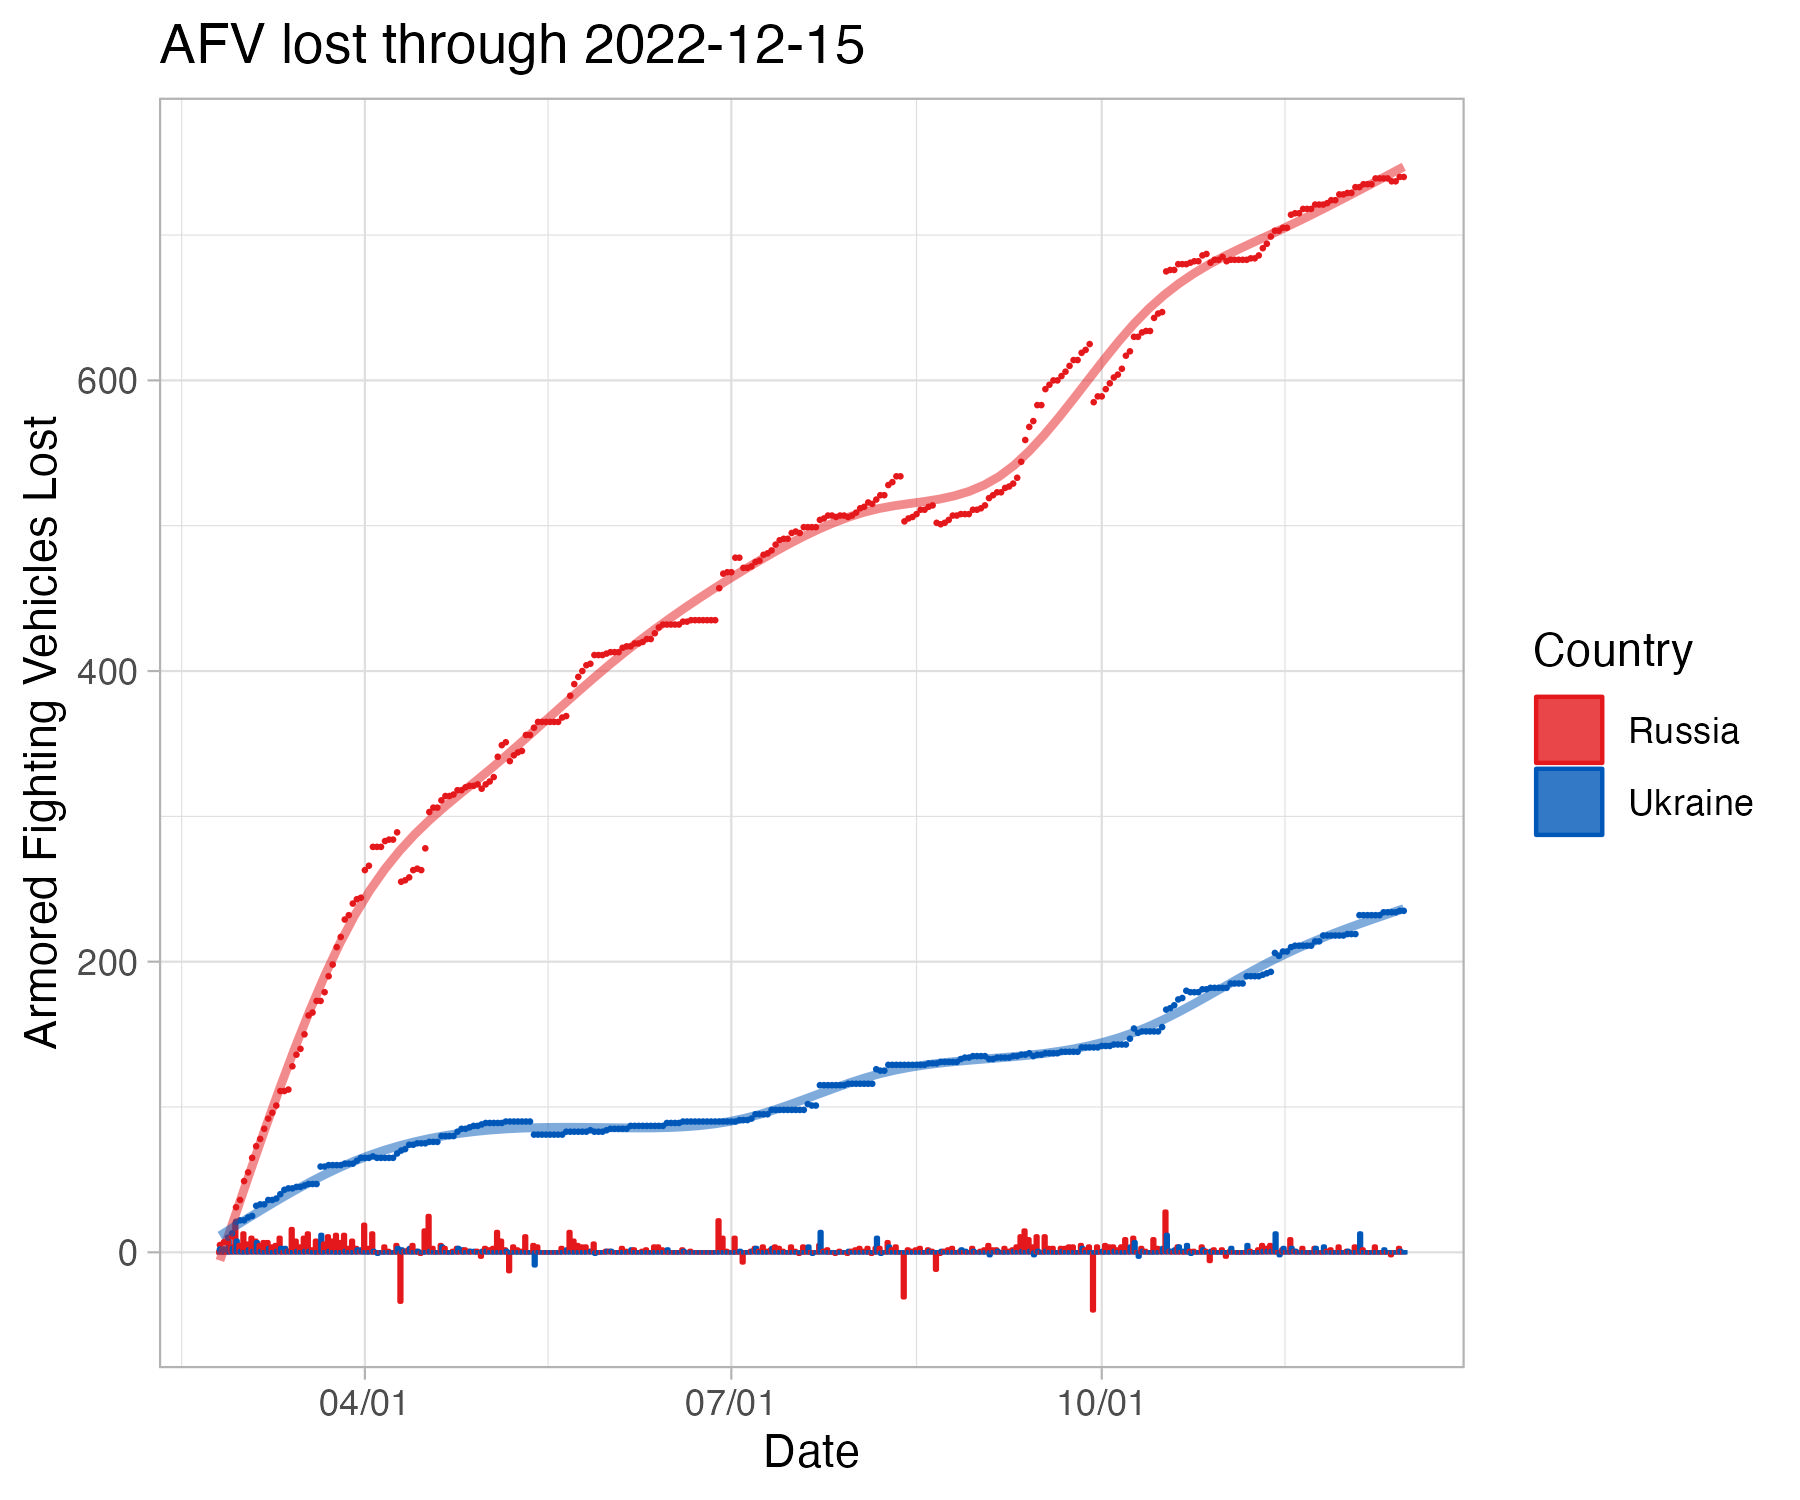 AFV lost through 2022-12-15
Armored Fighting Vehicles Lost
600
400
200
0
04/01 07/01 10/01
Date
Country
Russia
Ukraine